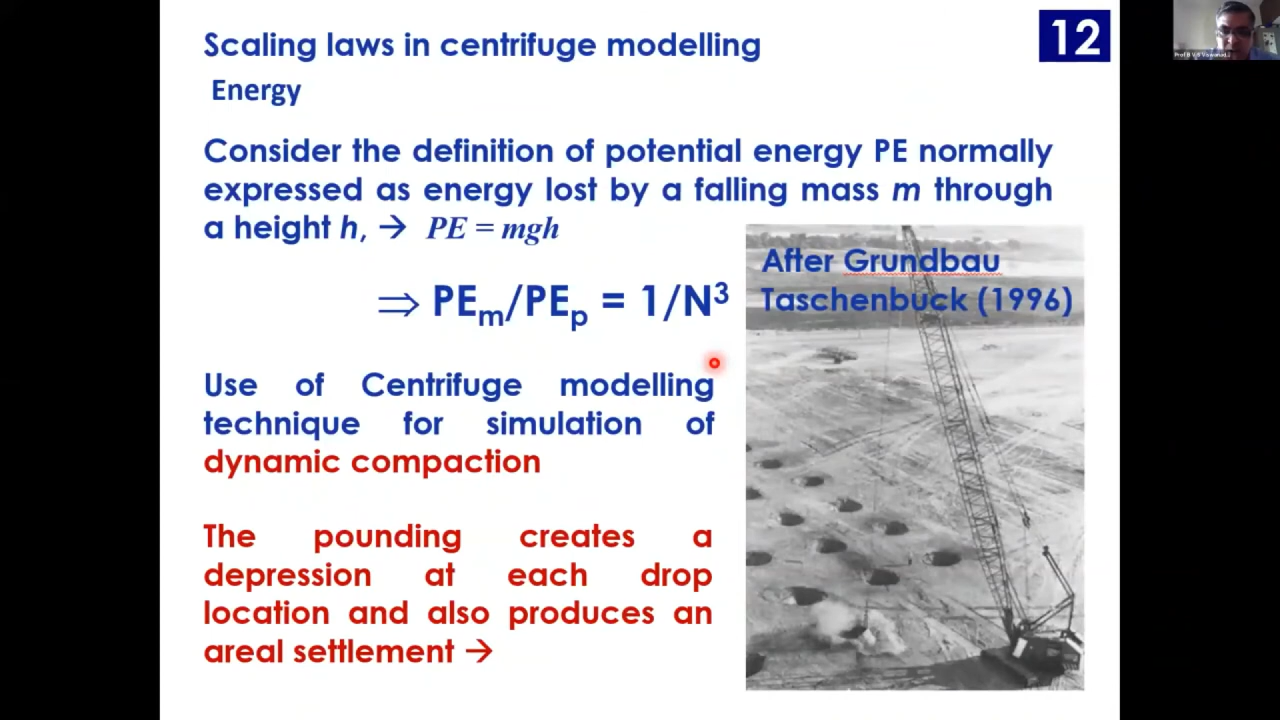 Scaling laws in centrifuge modelling
12
Energy
Consider the definition of potential energy PE normally
expressed as energy lost by a falling mass m through
a height h, → PE = mgh
⇒ PEm/PEp = 1/N³
After Grundbau
Taschenbuck (1996)
Use of Centrifuge modelling
technique for simulation of
dynamic compaction
The pounding creates a
depression at each drop
location and also produces an
areal settlement →